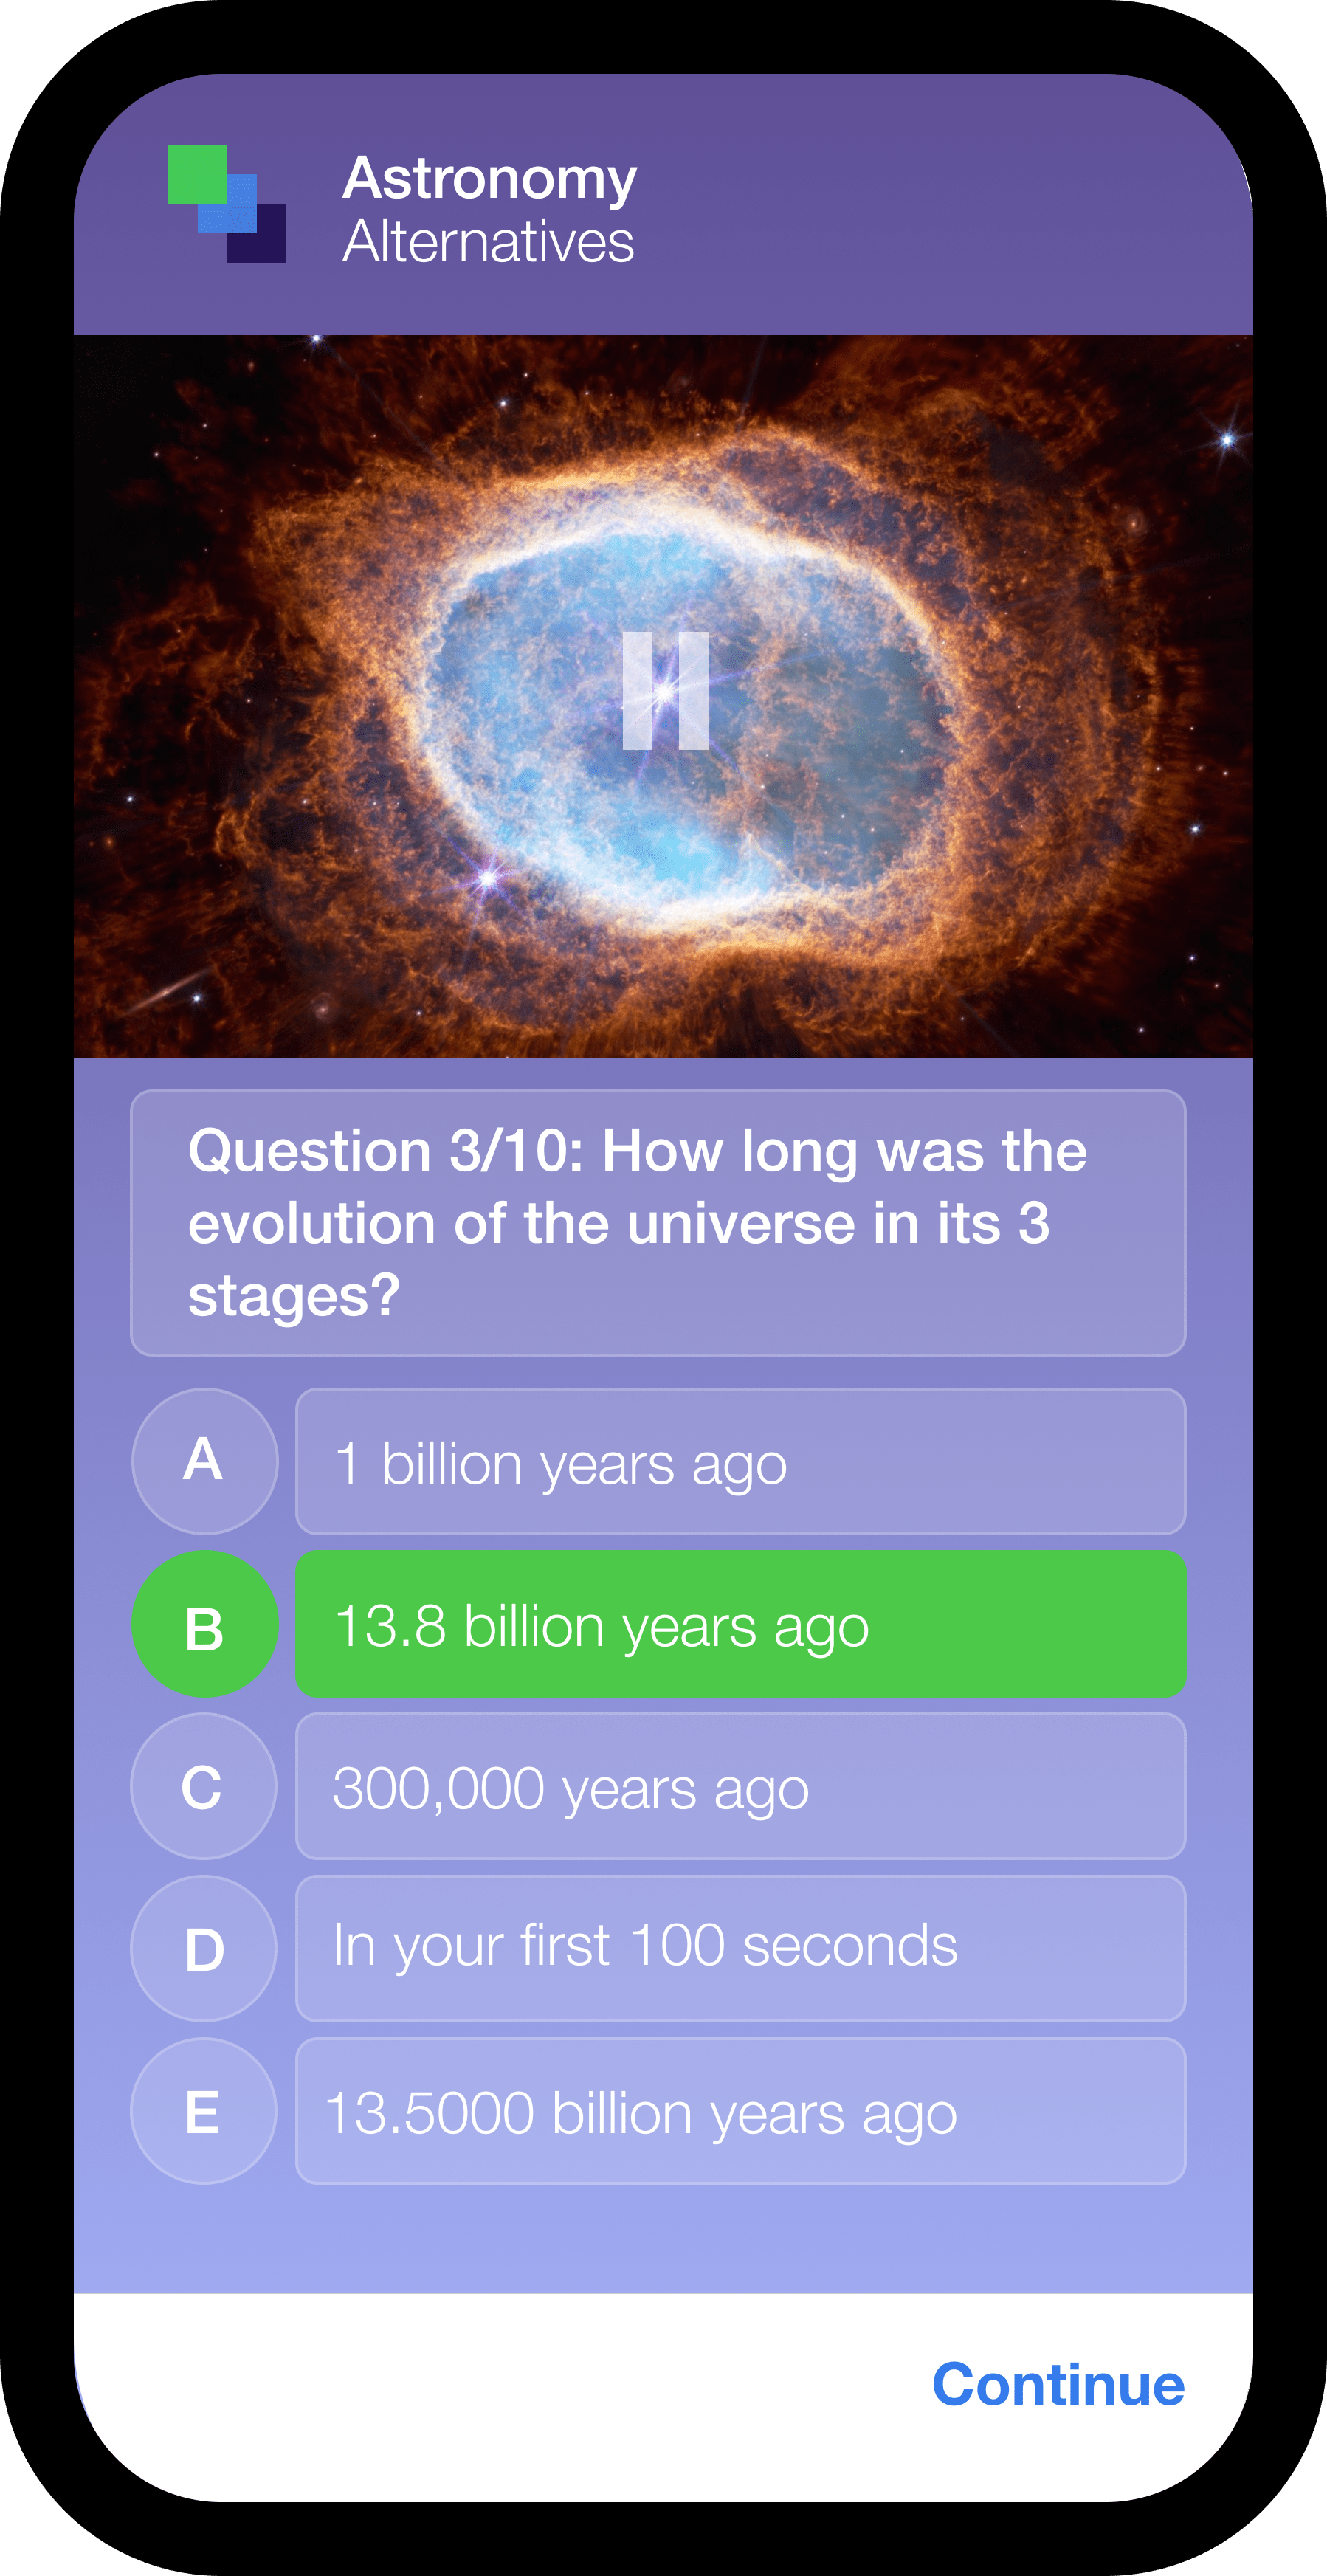 Astronomy
Alternatives
Question 3/10: How long was the
evolution of the universe in its 3
stages?
A
1 billion years ago
B
13.8 billion years ago
C
300,000 years ago
D
In your first 100 seconds
E
13.5000 billion years ago
Continue